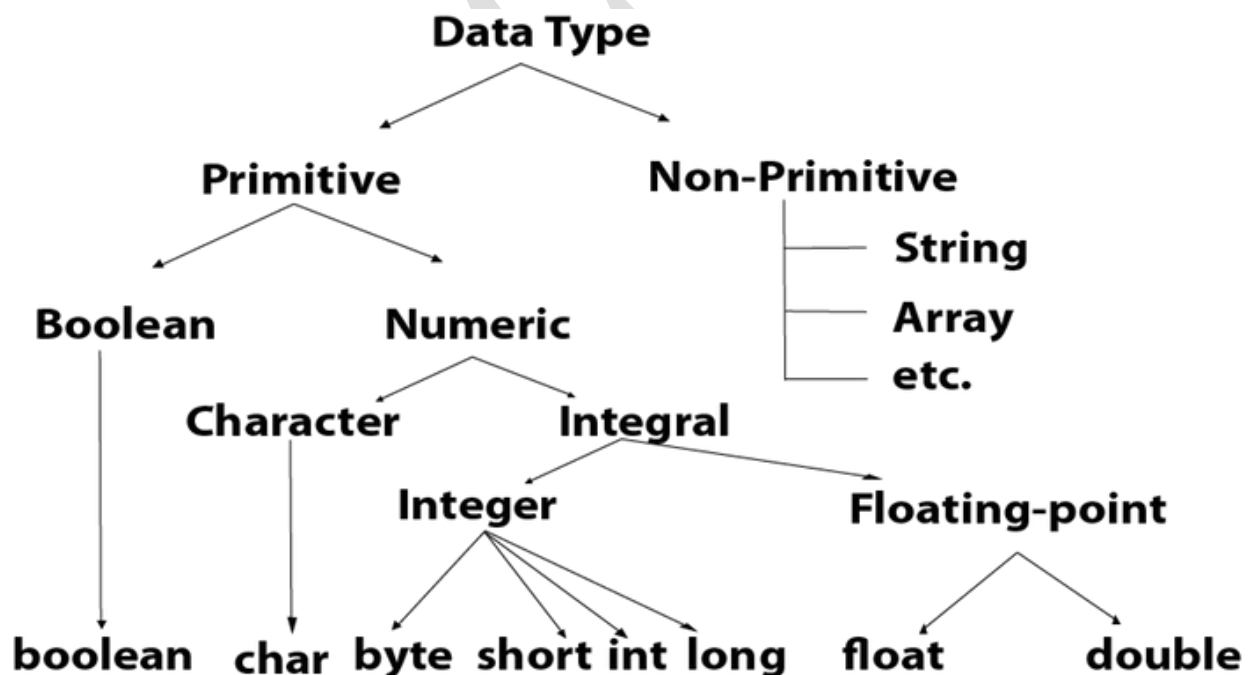 Data Type
Primitive
Non-Primitive
String
Array
etc.
Boolean
Numeric
Character
Integral
Integer
Floating-point
boolean
char
byte
short
int
long
float
double